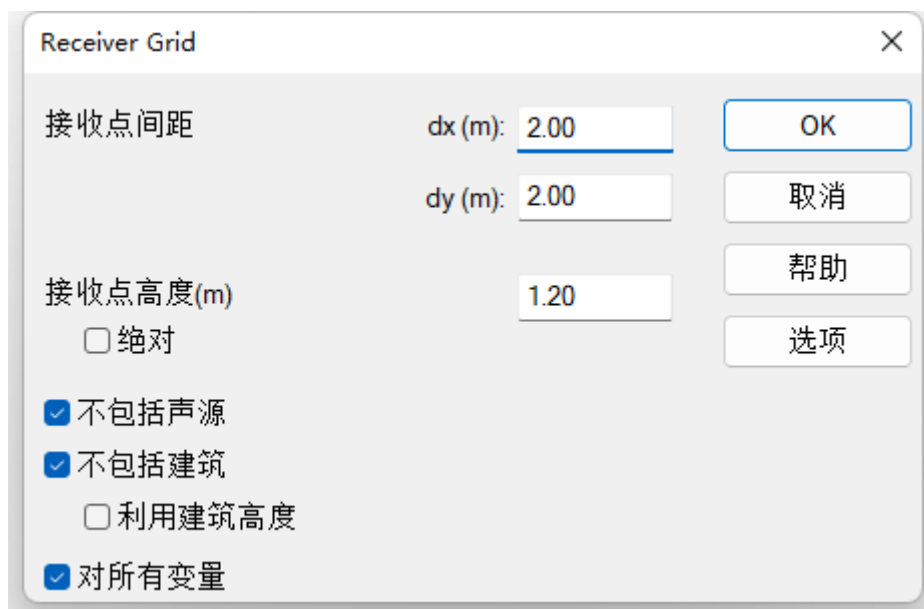 Receiver Grid
接收点间距 dx (m): 2.00 OK
dy (m): 2.00 取消
帮助
接收点高度(m) 1.20
绝对 选项
不包括声源
不包括建筑
利用建筑高度
对所有变量